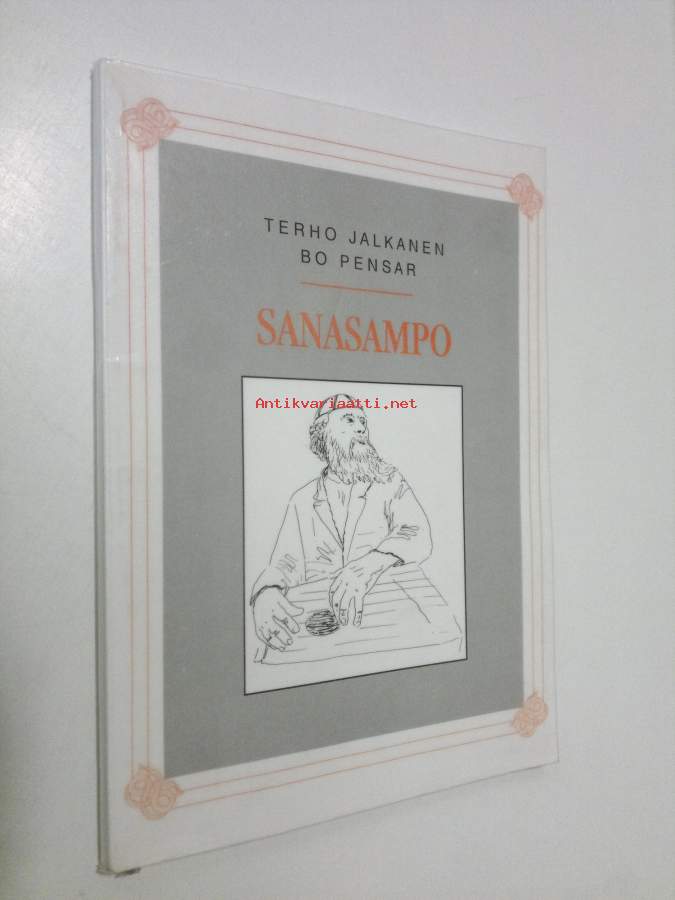 TERHO JALKANEN
BO PENSAR
SANASAMPO
Antikvariaatti.net